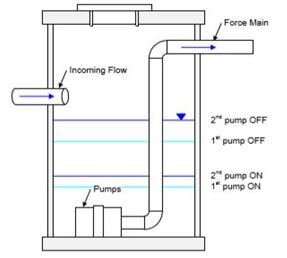 Force Main
Incoming Flow
2nd pump OFF
1st pump OFF
2nd pump ON
1st pump ON
Pumps